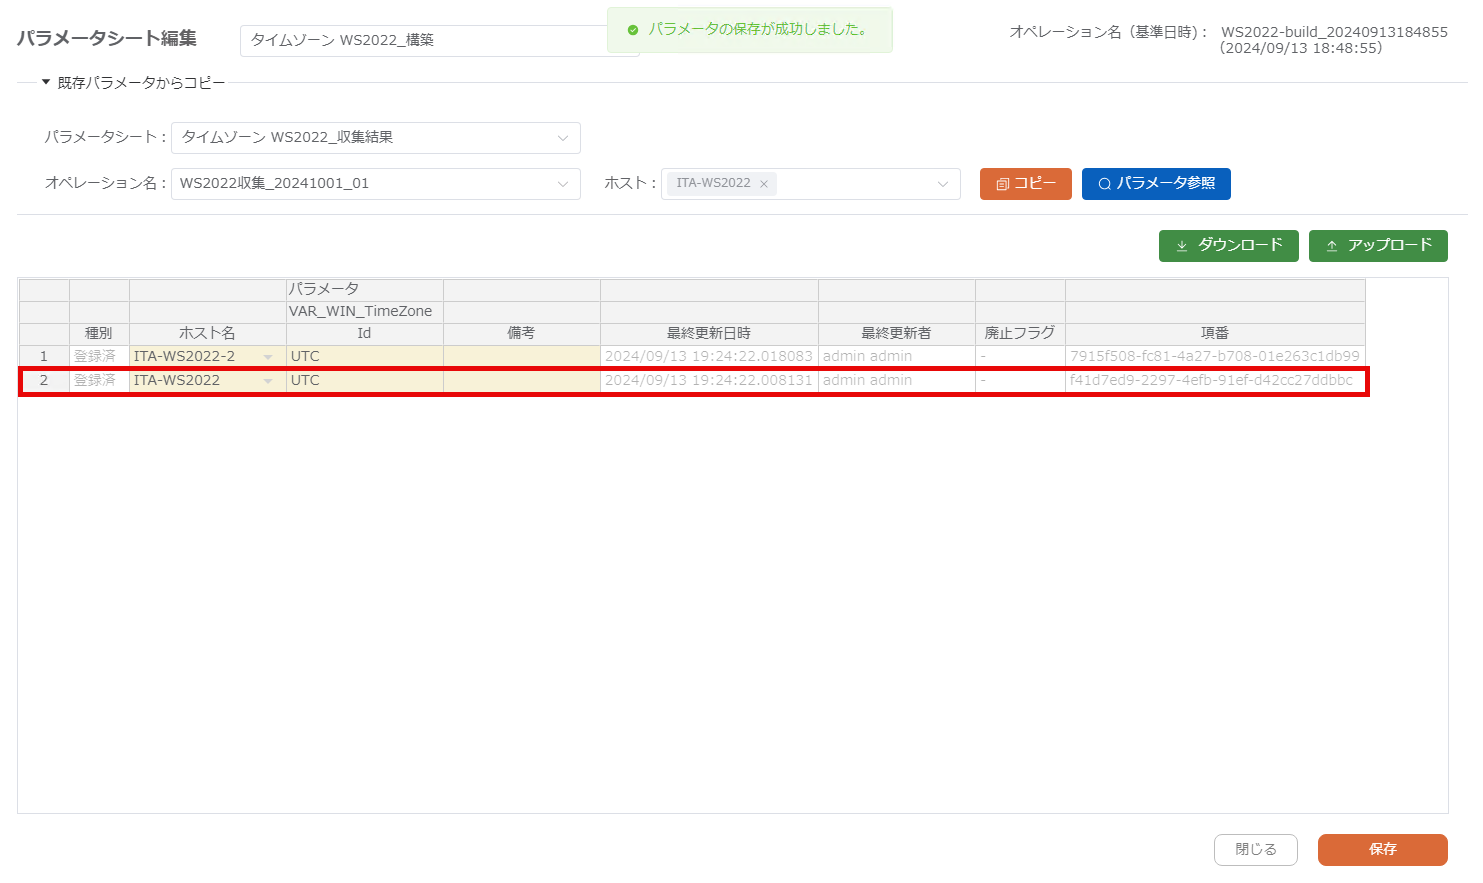 パラメータシート編集
タイムゾーン WS2022_構築
パラメータの保存が成功しました。
オペレーション名（基準日時）： WS2022-build_20240913184855
（2024/09/13 18:48:55）
既存パラメータからコピー
パラメータシート： タイムゾーン WS2022_収集結果
オペレーション名： WS2022収集_20241001_01
ホスト： ITA-WS2022 ×
コピー
パラメータ参照
ダウンロード
アップロード
パラメータ
VAR_WIN_TimeZone
種別 ホスト名 Id 備考 最終更新日時 最終更新者 廃止フラグ 項番
1 登録済 ITA-WS2022-2 UTC 2024/09/13 19:24:22.018083 admin admin - 7915f508-fc81-4a27-b708-01e263c1db99
2 登録済 ITA-WS2022 UTC 2024/09/13 19:24:22.008131 admin admin - f41d7ed9-2297-4efb-91ef-d42cc27ddbbc
閉じる
保存